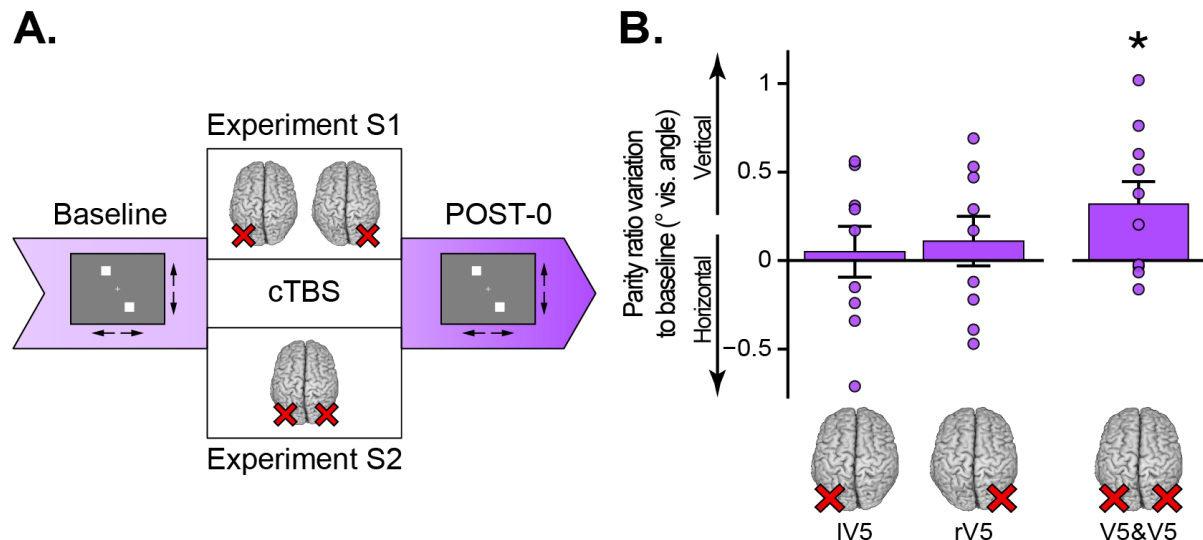 A.
Experiment S1
Baseline
cTBS
POST-0
Experiment S2
B.
*
Parity ratio variation
to baseline (° vis. angle)
Vertical
Horizontal
1
0.5
0
−0.5
lV5
rV5
V5&V5